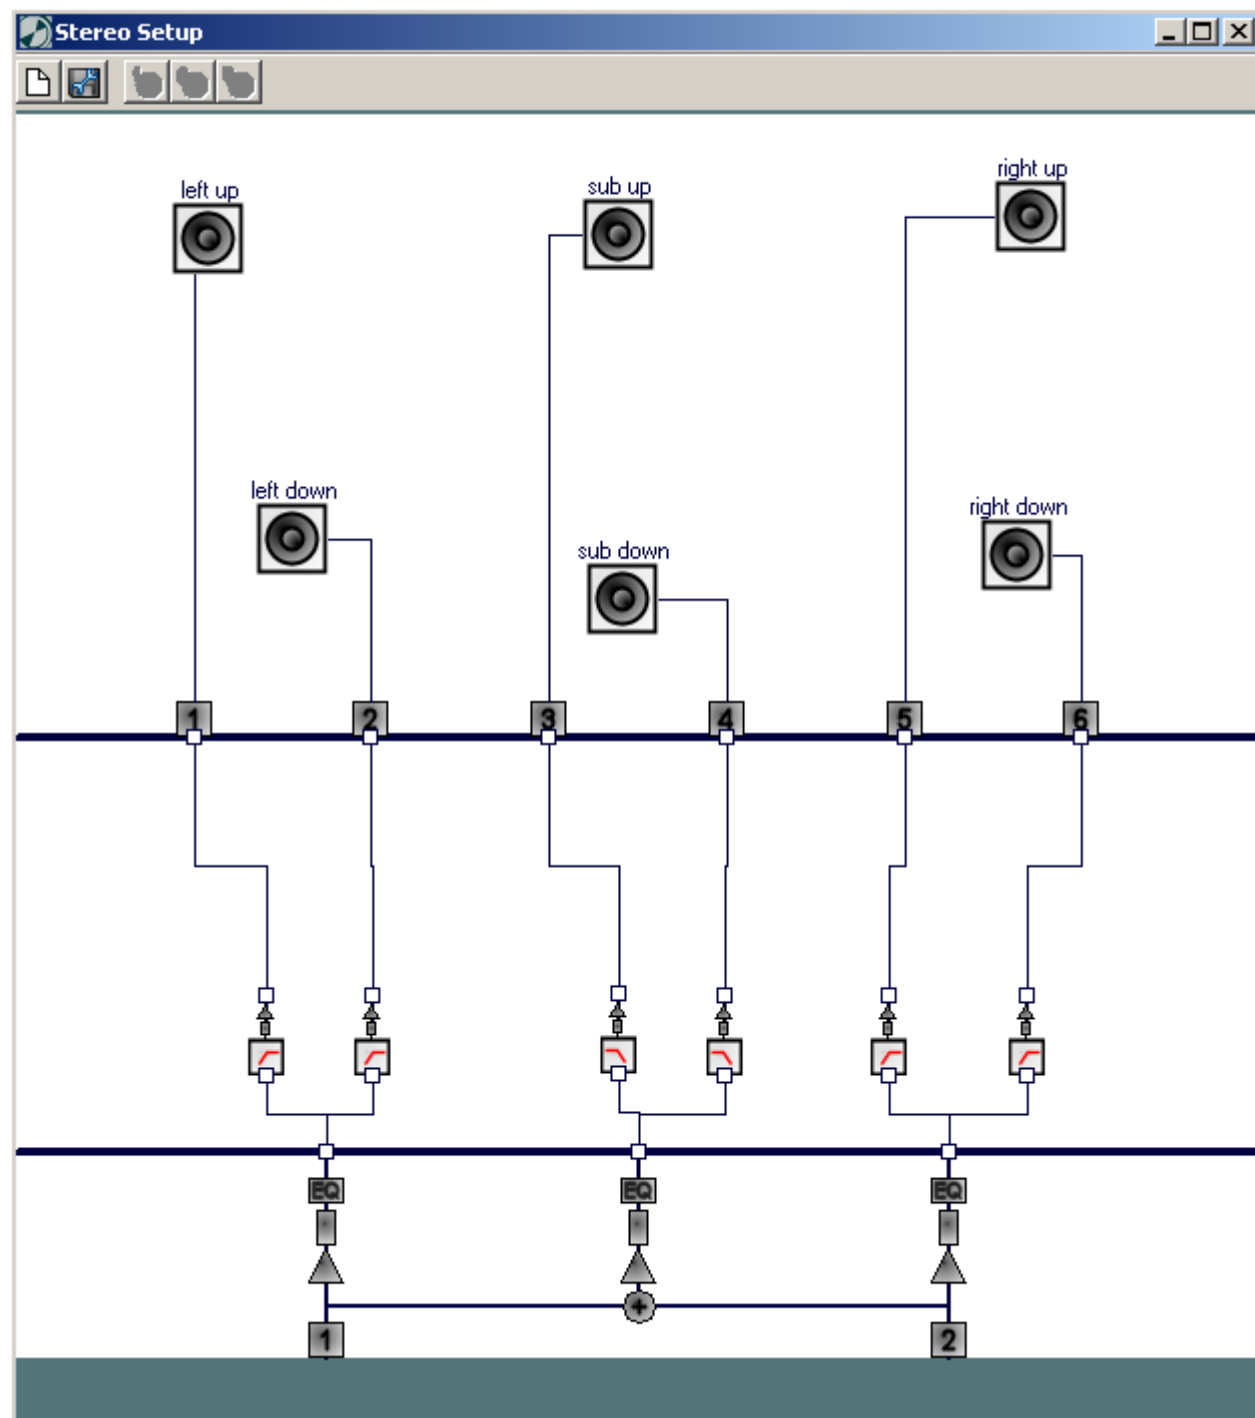 Stereo Setup
right up
sub up
left up
left down
right down
sub down
1 2 3 4 5 6
EQ EQ EQ
+
1 2